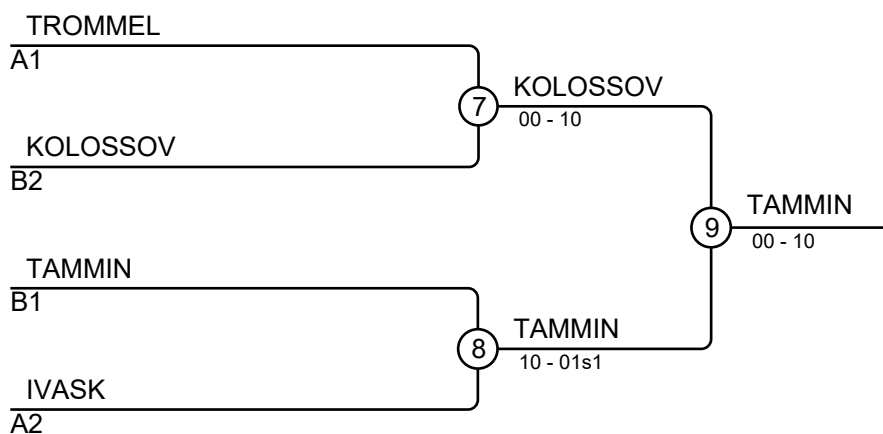 TROMMEL
A1
7
KOLOSSOV
00 - 10
KOLOSSOV
B2
9
TAMMIN
00 - 10
TAMMIN
B1
8
TAMMIN
10 - 01s1
IVASK
A2